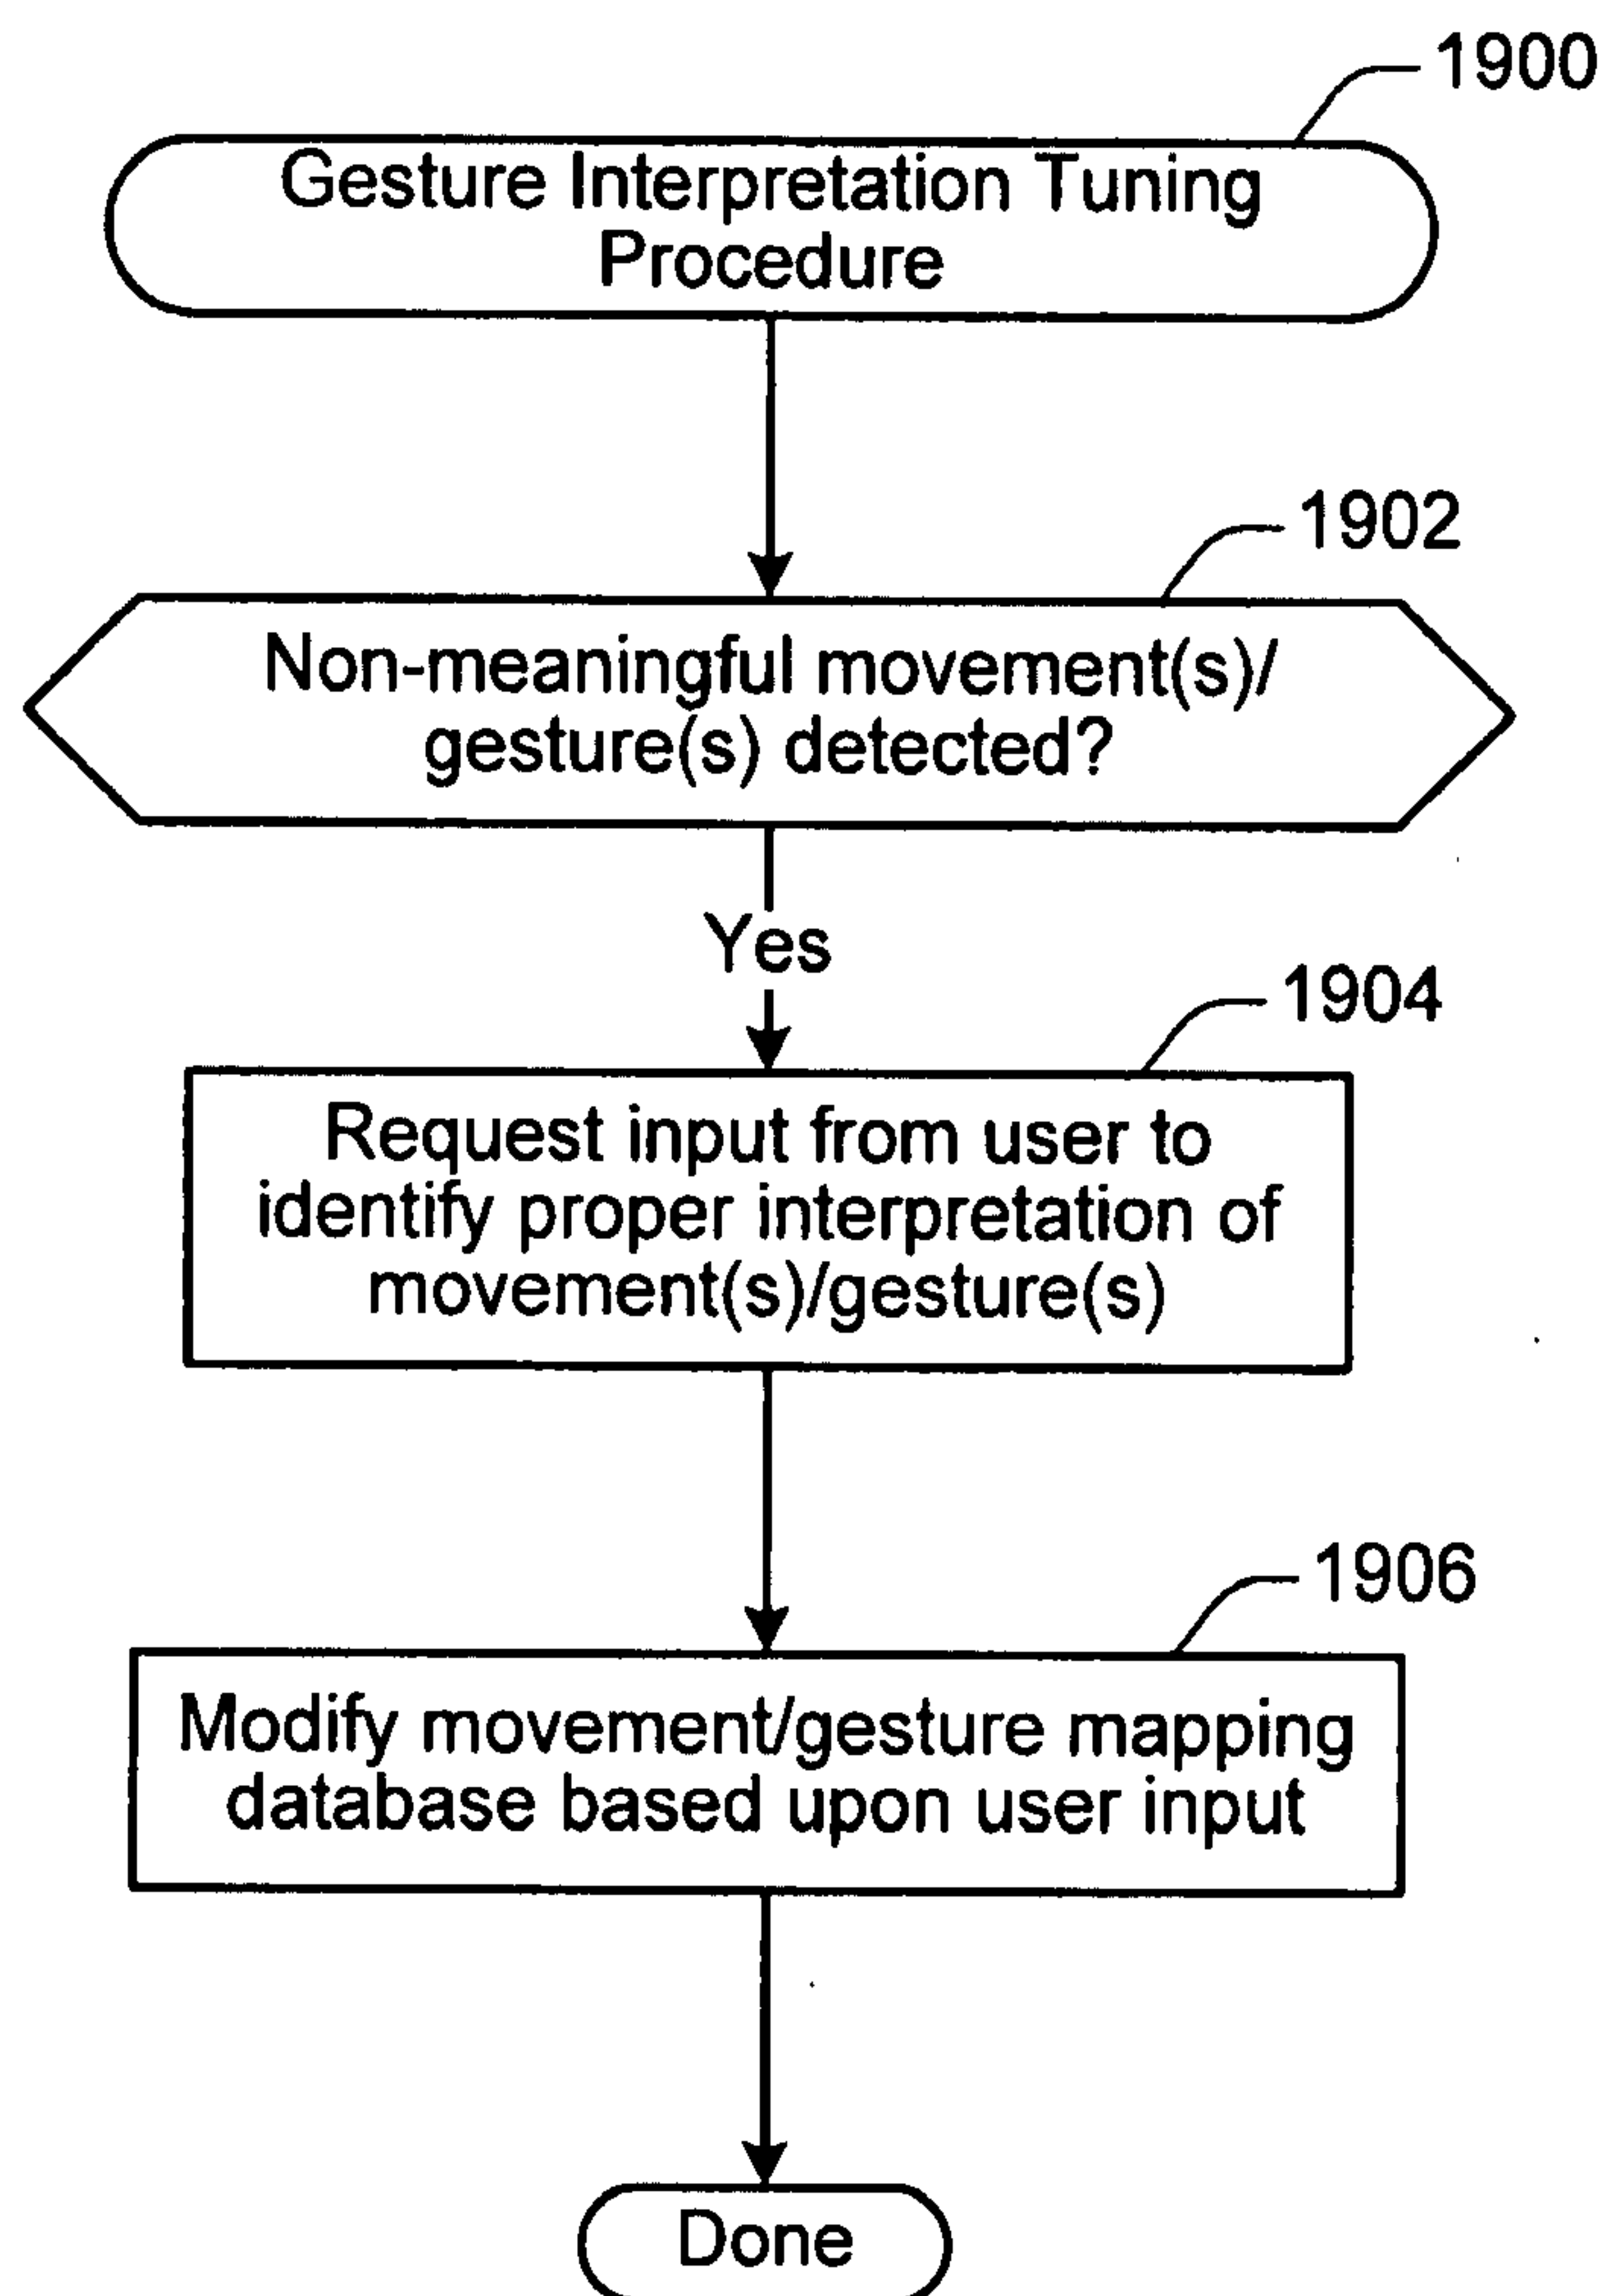 1900
Gesture Interpretation Tuning
Procedure
1902
Non-meaningful movement(s)/
gesture(s) detected?
Yes
1904
Request input from user to
identify proper interpretation of
movement(s)/gesture(s)
1906
Modify movement/gesture mapping
database based upon user input
Done